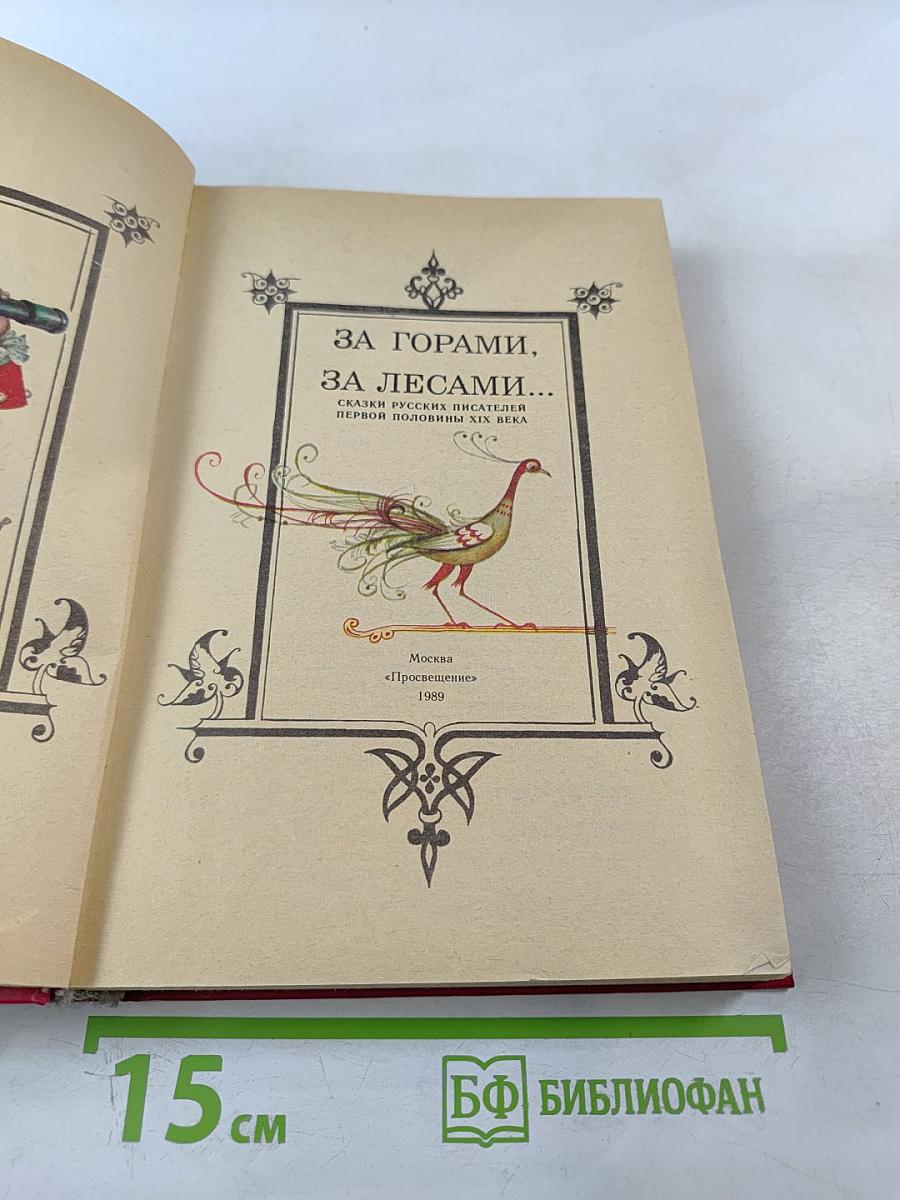 ЗА ГОРАМИ,
ЗА ЛЕСАМИ...
СКАЗКИ РУССКИХ ПИСАТЕЛЕЙ
ПЕРВОЙ ПОЛОВИНЫ XIX ВЕКА
Москва
«Просвещение»
1989
15 см
БФ БИБЛИОФАН